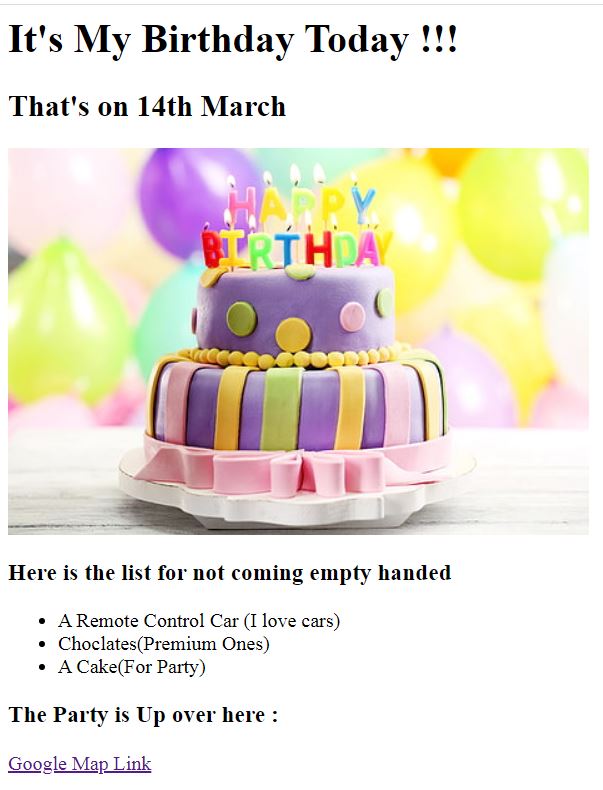 It's My Birthday Today !!!
That's on 14th March
HAPPY
BIRTHDAY
Here is the list for not coming empty handed
A Remote Control Car (I love cars)
Choclates(Premium Ones)
A Cake(For Party)
The Party is Up over here :
Google Map Link